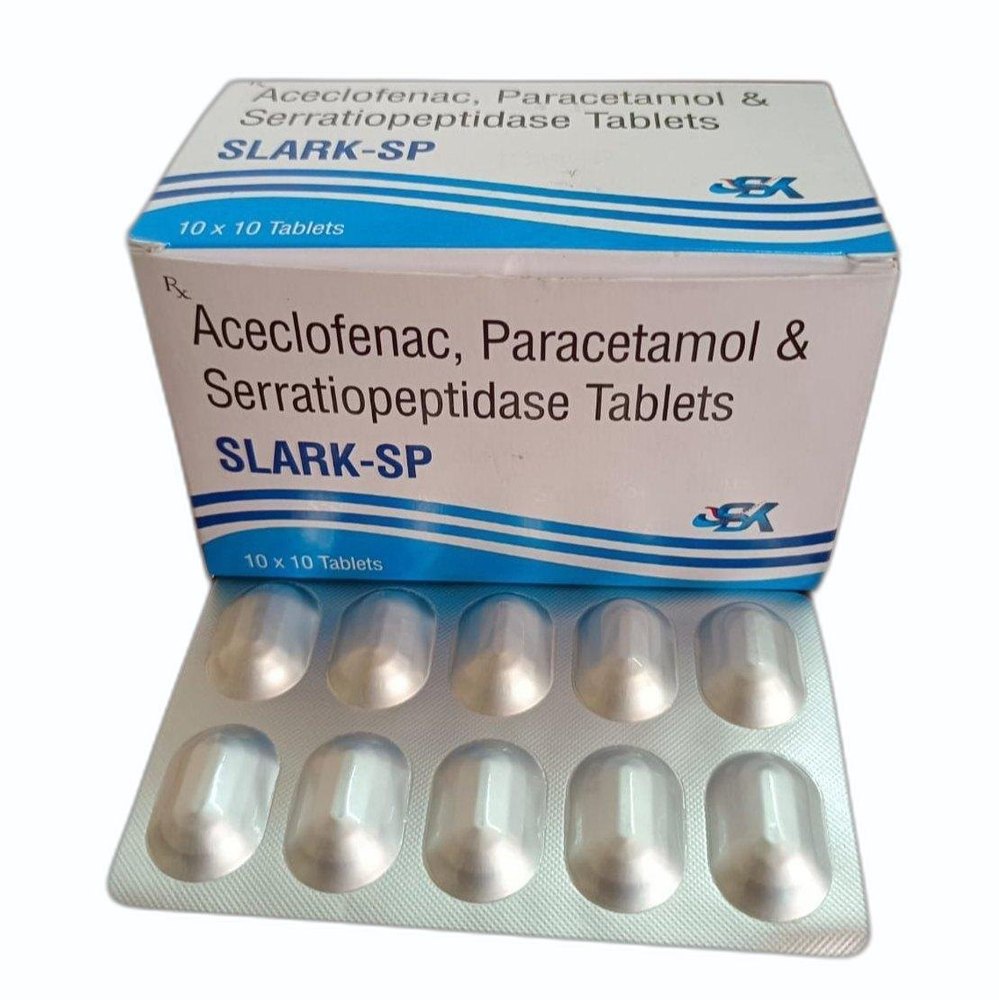 Rx
Aceclofenac, Paracetamol &
Serratiopeptidase Tablets
SLARK-SP
10 x 10 Tablets
Rx
Aceclofenac, Paracetamol &
Serratiopeptidase Tablets
SLARK-SP
10 x 10 Tablets